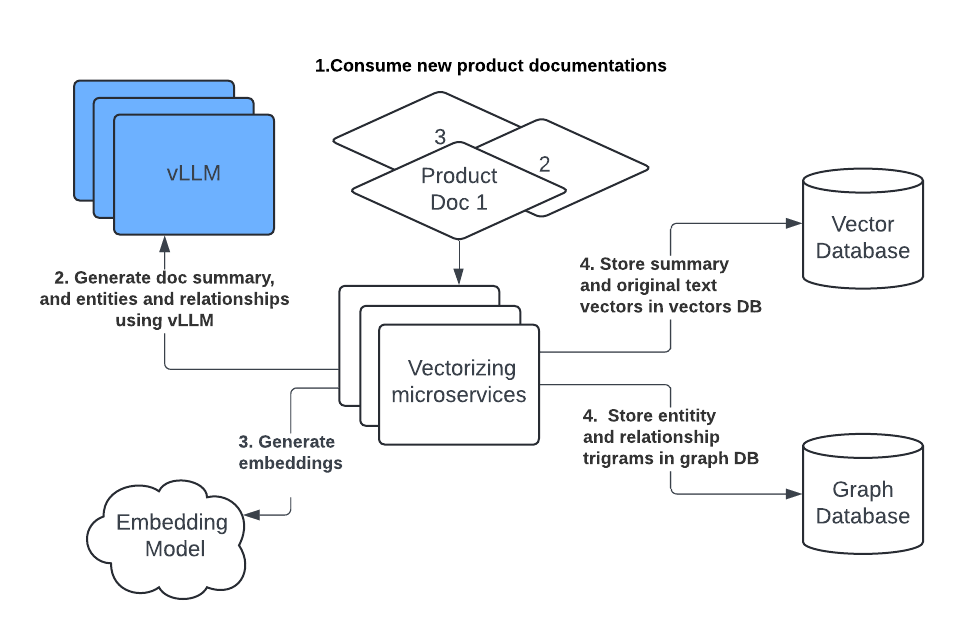 1.Consume new product documentations
3
2
Product
Doc 1
vLLM
Vector
Database
2. Generate doc summary,
and entities and relationships
using vLLM
4. Store summary
and original text
vectors in vectors DB
Vectorizing
microservices
4.  Store entitity
and relationship
trigrams in graph DB
3. Generate
embeddings
Graph
Database
Embedding
Model